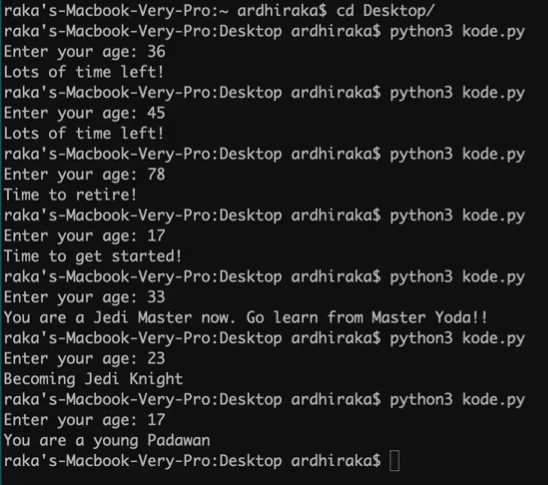 raka's-Macbook-Very-Pro:~ ardhiraka$ cd Desktop/
raka's-Macbook-Very-Pro:Desktop ardhiraka$ python3 kode.py
Enter your age: 36
Lots of time left!
raka's-Macbook-Very-Pro:Desktop ardhiraka$ python3 kode.py
Enter your age: 45
Lots of time left!
raka's-Macbook-Very-Pro:Desktop ardhiraka$ python3 kode.py
Enter your age: 78
Time to retire!
raka's-Macbook-Very-Pro:Desktop ardhiraka$ python3 kode.py
Enter your age: 17
Time to get started!
raka's-Macbook-Very-Pro:Desktop ardhiraka$ python3 kode.py
Enter your age: 33
You are a Jedi Master now. Go learn from Master Yoda!!
raka's-Macbook-Very-Pro:Desktop ardhiraka$ python3 kode.py
Enter your age: 23
Becoming Jedi Knight
raka's-Macbook-Very-Pro:Desktop ardhiraka$ python3 kode.py
Enter your age: 17
You are a young Padawan
raka's-Macbook-Very-Pro:Desktop ardhiraka$